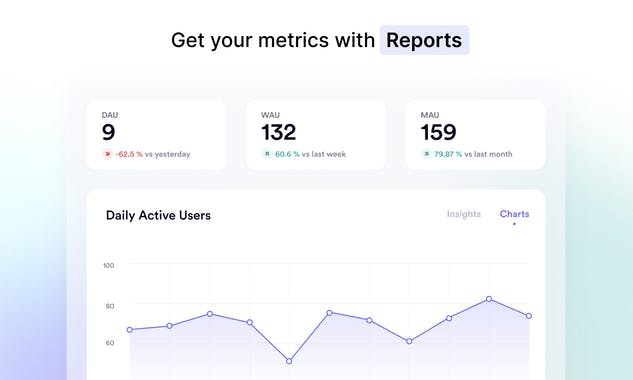 Get your metrics with Reports
DAU
9
-62.5 % vs yesterday
WAU
132
60.6 % vs last week
MAU
159
79.87 % vs last month
Daily Active Users
Insights
Charts
100
80
60